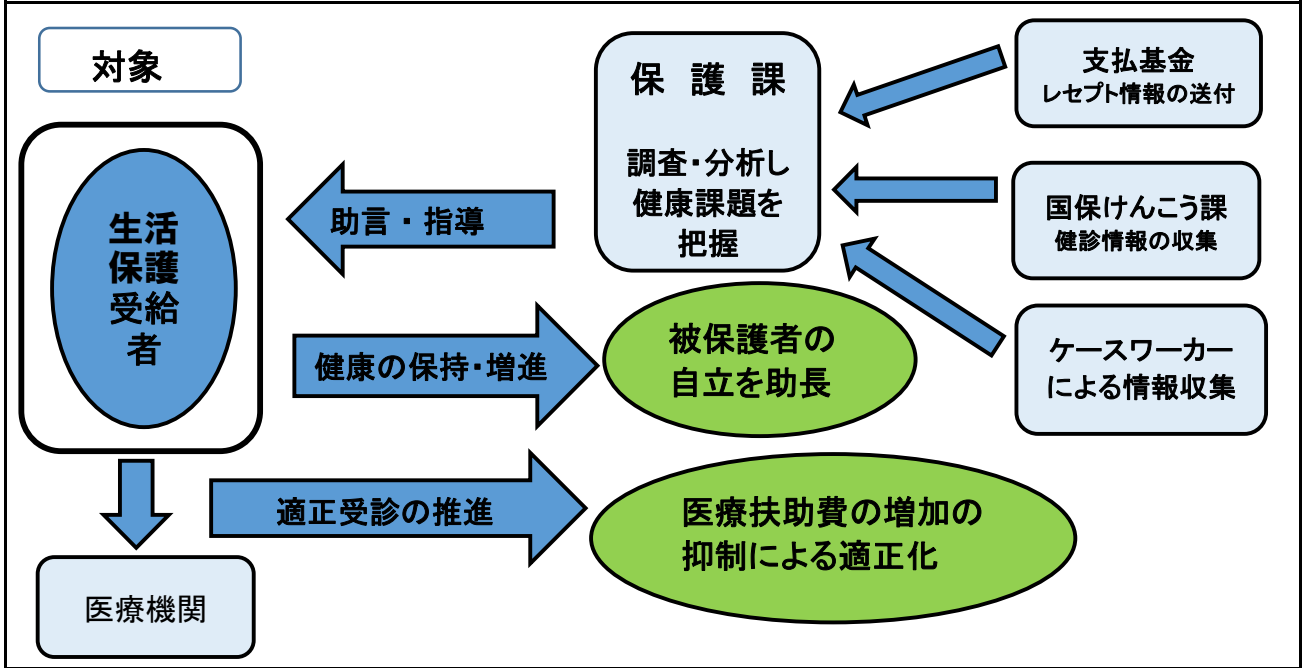 対象
生活
保護
受給
者
医療機関
助言・指導
健康の保持・増進
適正受診の推進
保 護 課
調査・分析し
健康課題を
把握
被保護者の
自立を助長
医療扶助費の増加の
抑制による適正化
支払基金
レセプト情報の送付
国保けんこう課
健診情報の収集
ケースワーカー
による情報収集